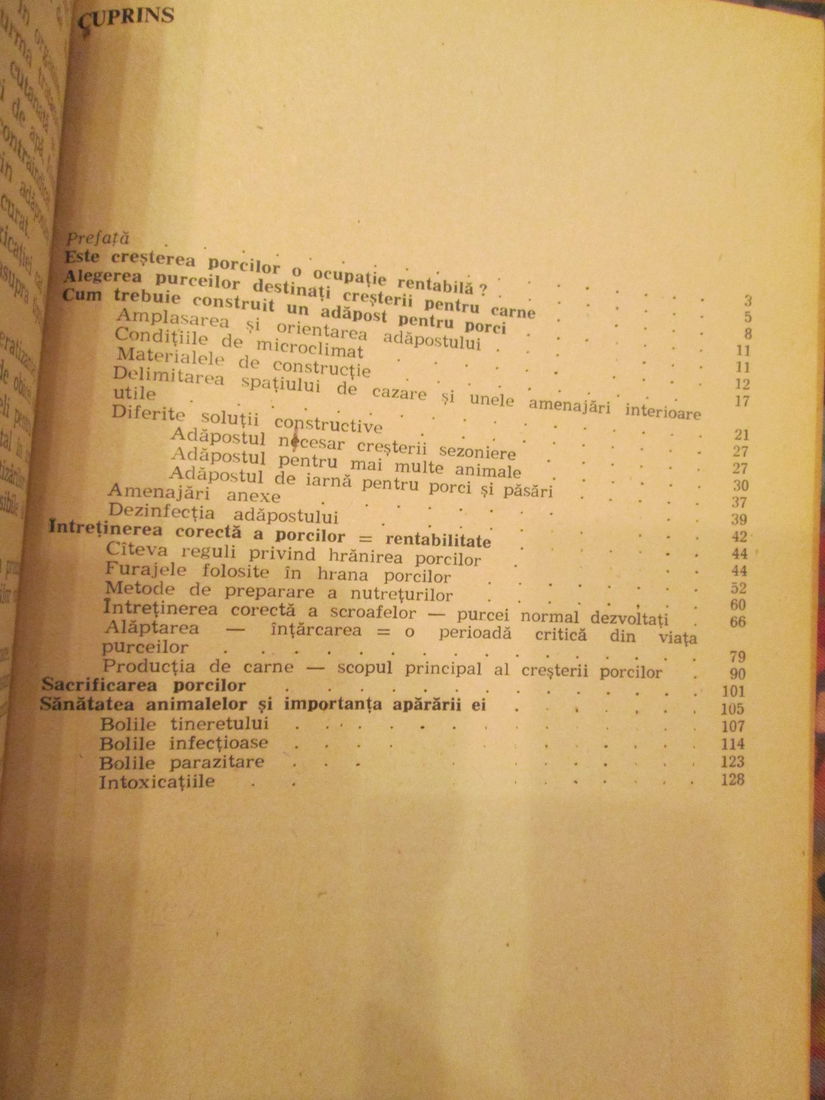 CUPRINS
Prefață . . . . . . . 3
Este creșterea porcilor o ocupație rentabilă ? . . . . . 5
Alegerea purceilor destinați creșterii pentru carne . . . . 8
Cum trebuie construit un adăpost pentru porci . . . . 11
Amplasarea și orientarea adăpostului . . . . . 11
Condițiile de microclimat . . . . . . 12
Materialele de construcție . . . . . . 17
Delimitarea spațiului de cazare și unele amenajări interioare
utile . . . . . . . . 21
Diferite soluții constructive . . . . . . 27
Adăpostul necesar creșterii sezoniere . . . . 27
Adăpostul pentru mai multe animale . . . . 30
Adăpostul de iarnă pentru porci și păsări . . . . 37
Amenajări anexe . . . . . . . 39
Dezinfecția adăpostului . . . . . . 42
Intreținerea corectă a porcilor = rentabilitate . . . . 44
Cîteva reguli privind hrănirea porcilor . . . . 44
Furajele folosite în hrana porcilor . . . . . 52
Metode de preparare a nutrețurilor . . . . . 60
Intreținerea corectă a scroafelor — purcei normal dezvoltați . 66
Alăptarea — înțărcarea = o perioadă critică din viața
purceilor . . . . . . . . . 79
Producția de carne — scopul principal al creșterii porcilor . 90
Sacrificarea porcilor . . . . . . . . 101
Sănătatea animalelor și importanța apărării ei . . . . 105
Bolile tineretului . . . . . . . . 107
Bolile infecțioase . . . . . . . . 114
Bolile parazitare . . . . . . . . 123
Intoxicațiile . . . . . . . 128